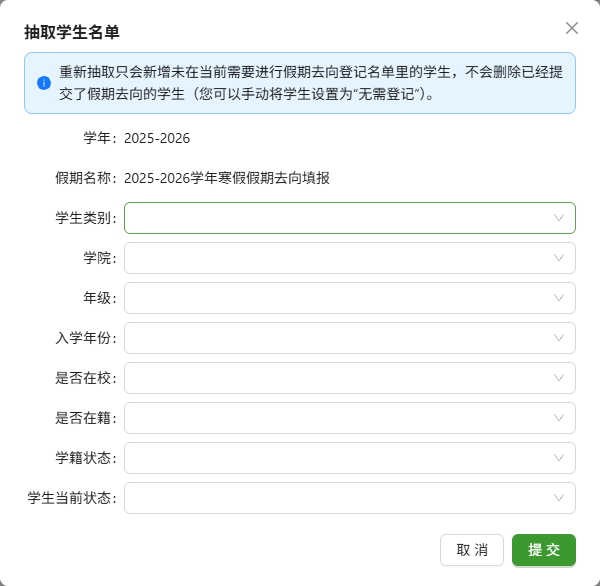 抽取学生名单
重新抽取只会新增未在当前需要进行假期去向登记名单里的学生，不会删除已经提
交了假期去向的学生（您可以手动将学生设置为“无需登记”）。
学年：2025-2026
假期名称：2025-2026学年寒假假期去向填报
学生类别：
学院：
年级：
入学年份：
是否在校：
是否在籍：
学籍状态：
学生当前状态：
取 消 提 交